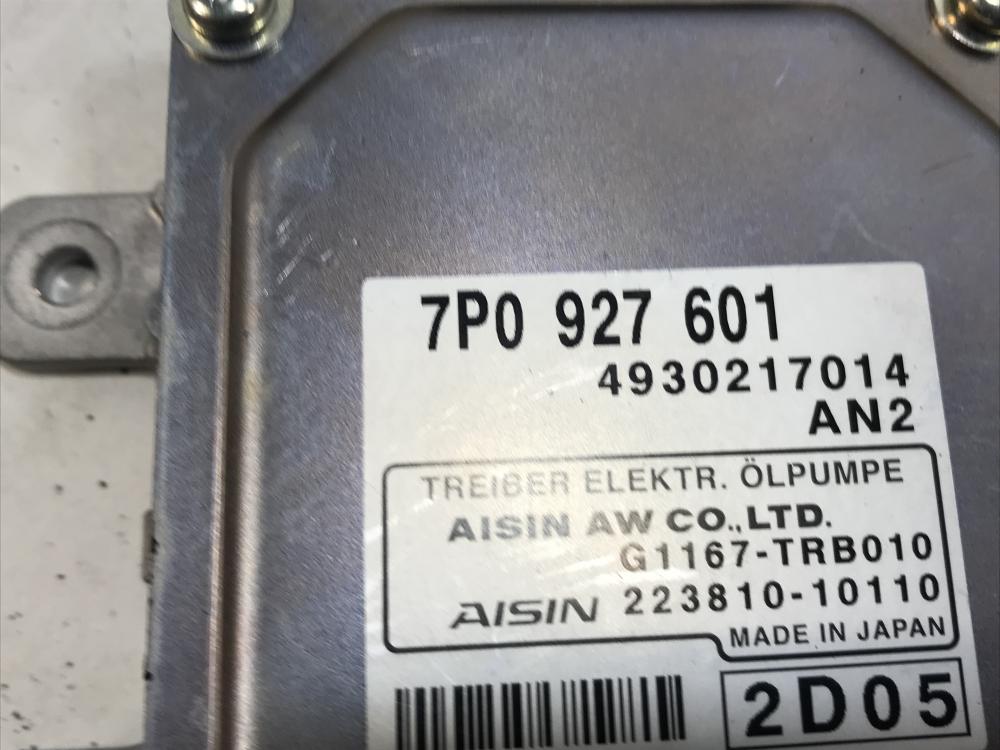 7P0 927 601
4930217014
AN2
TREIBER ELEKTR. ÖLPUMPE
AISIN AW CO.,LTD.
G1167-TRB010
AISIN 223810-10110
MADE IN JAPAN
2D05